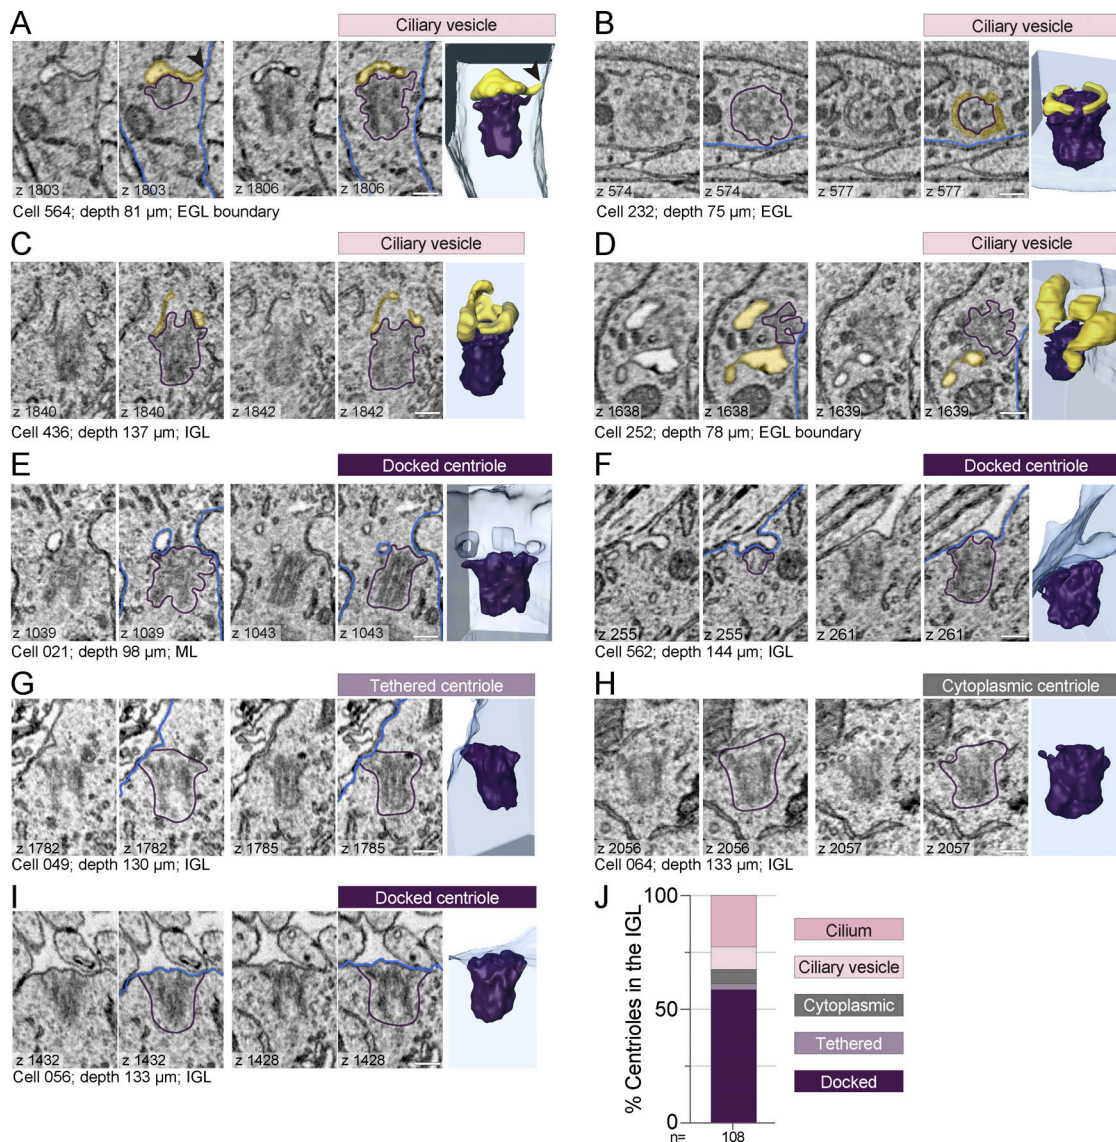 A
Ciliary vesicle
z 1803
z 1803
z 1806
z 1806
Cell 564; depth 81 µm; EGL boundary
B
Ciliary vesicle
z 574
z 574
z 577
z 577
Cell 232; depth 75 µm; EGL
C
Ciliary vesicle
z 1840
z 1840
z 1842
z 1842
Cell 436; depth 137 µm; IGL
D
Ciliary vesicle
z 1638
z 1638
z 1639
z 1639
Cell 252; depth 78 µm; EGL boundary
E
Docked centriole
z 1039
z 1039
z 1043
z 1043
Cell 021; depth 98 µm; ML
F
Docked centriole
z 255
z 255
z 261
z 261
Cell 562; depth 144 µm; IGL
G
Tethered centriole
z 1782
z 1782
z 1785
z 1785
Cell 049; depth 130 µm; IGL
H
Cytoplasmic centriole
z 2056
z 2056
z 2057
z 2057
Cell 064; depth 133 µm; IGL
I
Docked centriole
z 1432
z 1432
z 1428
z 1428
Cell 056; depth 133 µm; IGL
J
% Centrioles in the IGL
100
50
0
n=
108
Cilium
Ciliary vesicle
Cytoplasmic
Tethered
Docked